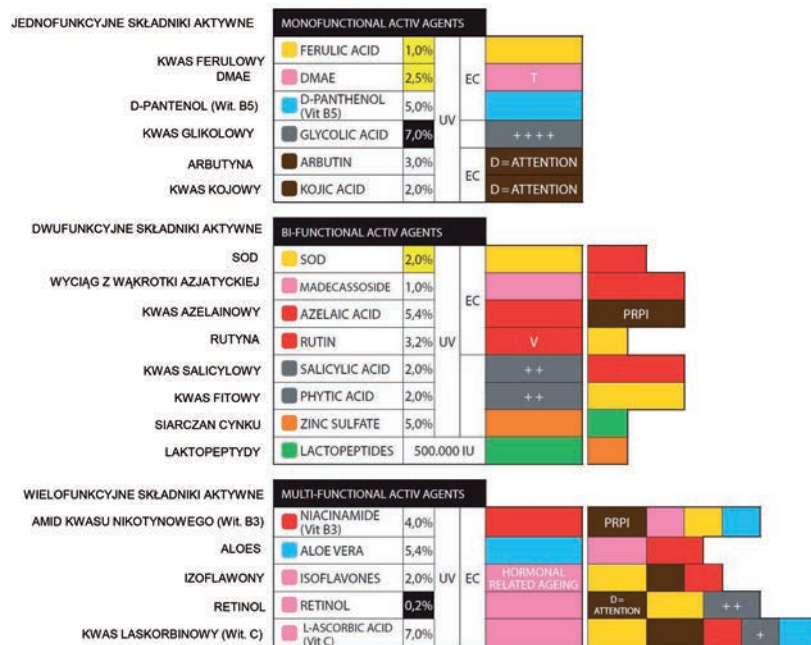 JEDNOFUNKCYJNE SKŁADNIKI AKTYWNE MONOFUNCTIONAL ACTIV AGENTS
KWAS FERULOWY FERULIC ACID 1,0%
DMAE DMAE 2,5% EC T
D-PANTENOL (Wit. B5) D-PANTHENOL
(Vit B5) 5,0% UV
KWAS GLIKOLOWY GLYCOLIC ACID 7,0% ++++
ARBUTYNA ARBUTIN 3,0% EC D=ATTENTION
KWAS KOJOWY KOJIC ACID 2,0% D=ATTENTION
DWUFUNKCYJNE SKŁADNIKI AKTYWNE BI-FUNCTIONAL ACTIV AGENTS
SOD SOD 2,0%
WYCIĄG Z WĄKROTKI AZJATYCKIEJ MADECASSOSIDE 1,0% EC
KWAS AZELAINOWY AZELAIC ACID 5,4% PRPI
RUTYNA RUTIN 3,2% UV V
KWAS SALICYLOWY SALICYLIC ACID 2,0% ++
KWAS FITOWY PHYTIC ACID 2,0% ++
SIARCZAN CYNKU ZINC SULFATE 5,0%
LAKTOPEPTYDY LACTOPEPTIDES 500.000 IU
WIELOFUNKCYJNE SKŁADNIKI AKTYWNE MULTI-FUNCTIONAL ACTIV AGENTS
AMID KWASU NIKOTYNOWEGO (Wit. B3) NIACINAMIDE
(Vit B3) 4,0% PRPI
ALOES ALOE VERA 5,4%
IZOFLAWONY ISOFLAVONES 2,0% UV EC HORMONAL
RELATED AGEING
RETINOL RETINOL 0,2% D=
ATTENTION ++
KWAS LASKORBINOWY (Wit. C) L-ASCORBIC ACID
(Vit C) 7,0% +